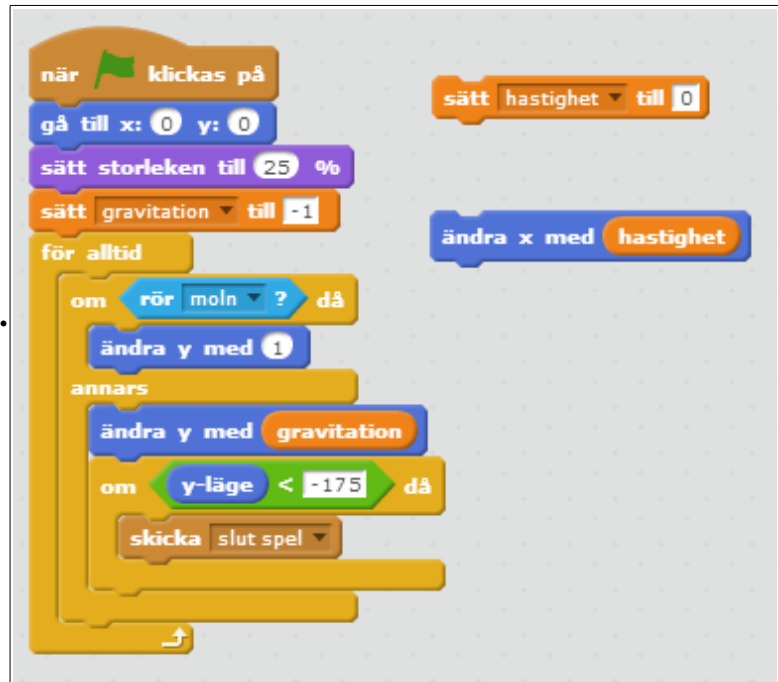 när klickas på
gå till x: 0 y: 0
sätt storleken till 25 %
sätt gravitation till -1
för alltid
om rör moln ? då
ändra y med 1
annars
ändra y med gravitation
om y-läge < -175 då
skicka slut spel
sätt hastighet till 0
ändra x med hastighet